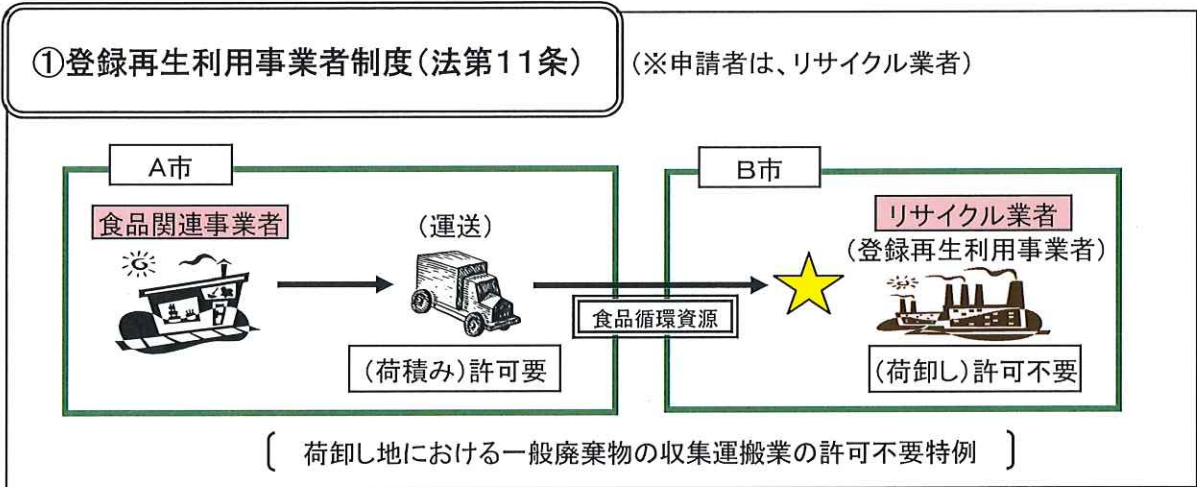 ①登録再生利用事業者制度(法第11条)
(※申請者は、リサイクル業者)
A市
B市
食品関連事業者
(運送)
リサイクル業者
(登録再生利用事業者)
食品循環資源
(荷積み)許可要
(荷卸し)許可不要
〔 荷卸し地における一般廃棄物の収集運搬業の許可不要特例 〕